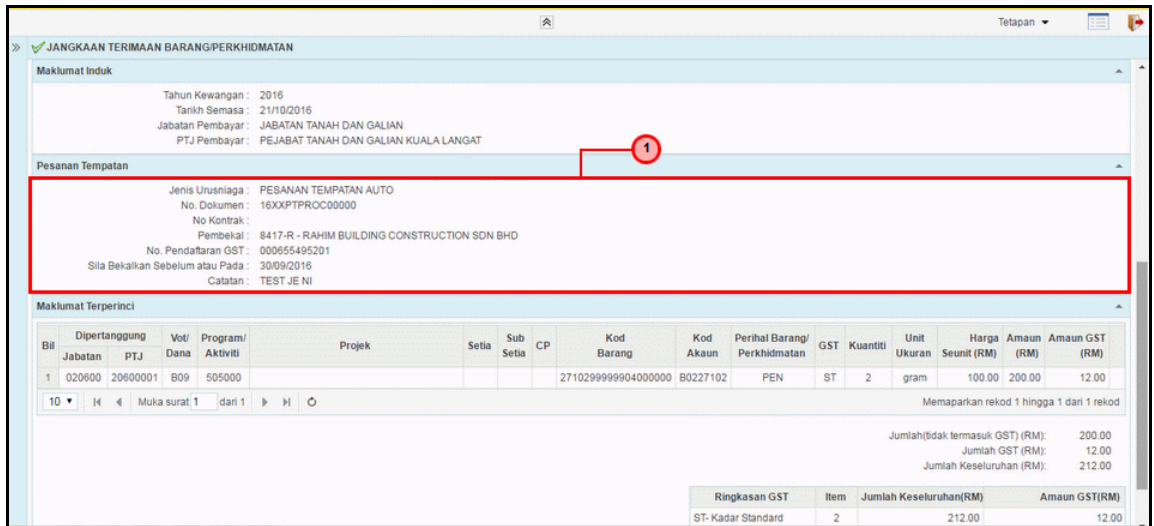 Tetapan
JANGKAAN TERIMAAN BARANG/PERKHIDMATAN
Maklumat Induk
Tahun Kewangan : 2016
Tarikh Semasa : 21/10/2016
Jabatan Pembayar : JABATAN TANAH DAN GALIAN
PTJ Pembayar : PEJABAT TANAH DAN GALIAN KUALA LANGAT
1
Pesanan Tempatan
Jenis Urusniaga : PESANAN TEMPATAN AUTO
No. Dokumen : 16XXPTPROC00000
No Kontrak :
Pembekal : 8417-R - RAHIM BUILDING CONSTRUCTION SDN BHD
No. Pendaftaran GST : 000655495201
Sila Bekalkan Sebelum atau Pada : 30/09/2016
Catatan : TEST JE NI
Maklumat Terperinci
Bil Dipertanggung Jabatan PTJ Vot/ Dana Program/ Aktiviti Projek Setia Sub Setia CP Kod Barang Kod Akaun Perihal Barang/ Perkhidmatan GST Kuantiti Unit Ukuran Harga Seunit (RM) Amaun (RM) Amaun GST (RM)
1 020600 20600001 B09 505000 2710299999904000000 B0227102 PEN ST 2 gram 100.00 200.00 12.00
10 Muka surat 1 dari 1 Memaparkan rekod 1 hingga 1 dari 1 rekod
Jumlah(tidak termasuk GST) (RM): 200.00
Jumlah GST (RM): 12.00
Jumlah Keseluruhan (RM): 212.00
Ringkasan GST Item Jumlah Keseluruhan(RM) Amaun GST(RM)
ST- Kadar Standard 2 212.00 12.00